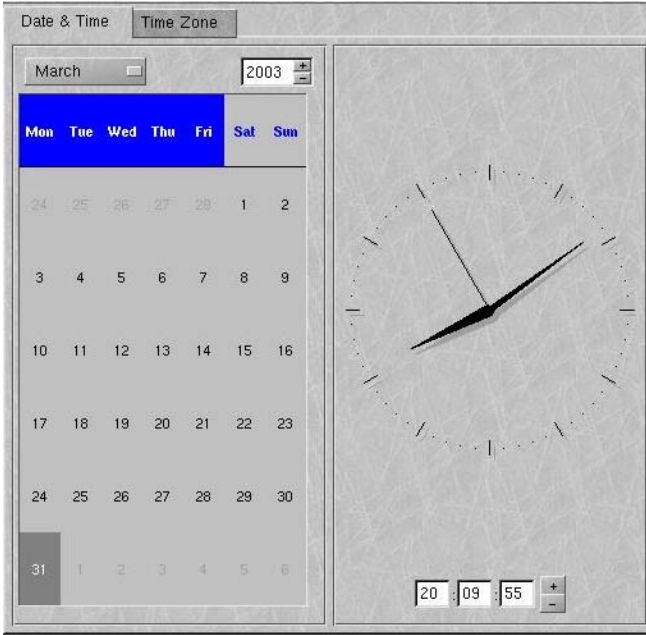 Date & Time Time Zone
March 2003 + -
Mon Tue Wed Thu Fri Sat Sun
24 25 26 27 28 1 2
3 4 5 6 7 8 9
10 11 12 13 14 15 16
17 18 19 20 21 22 23
24 25 26 27 28 29 30
31 1 2 3 4 5 6
20 : 09 : 55 + -